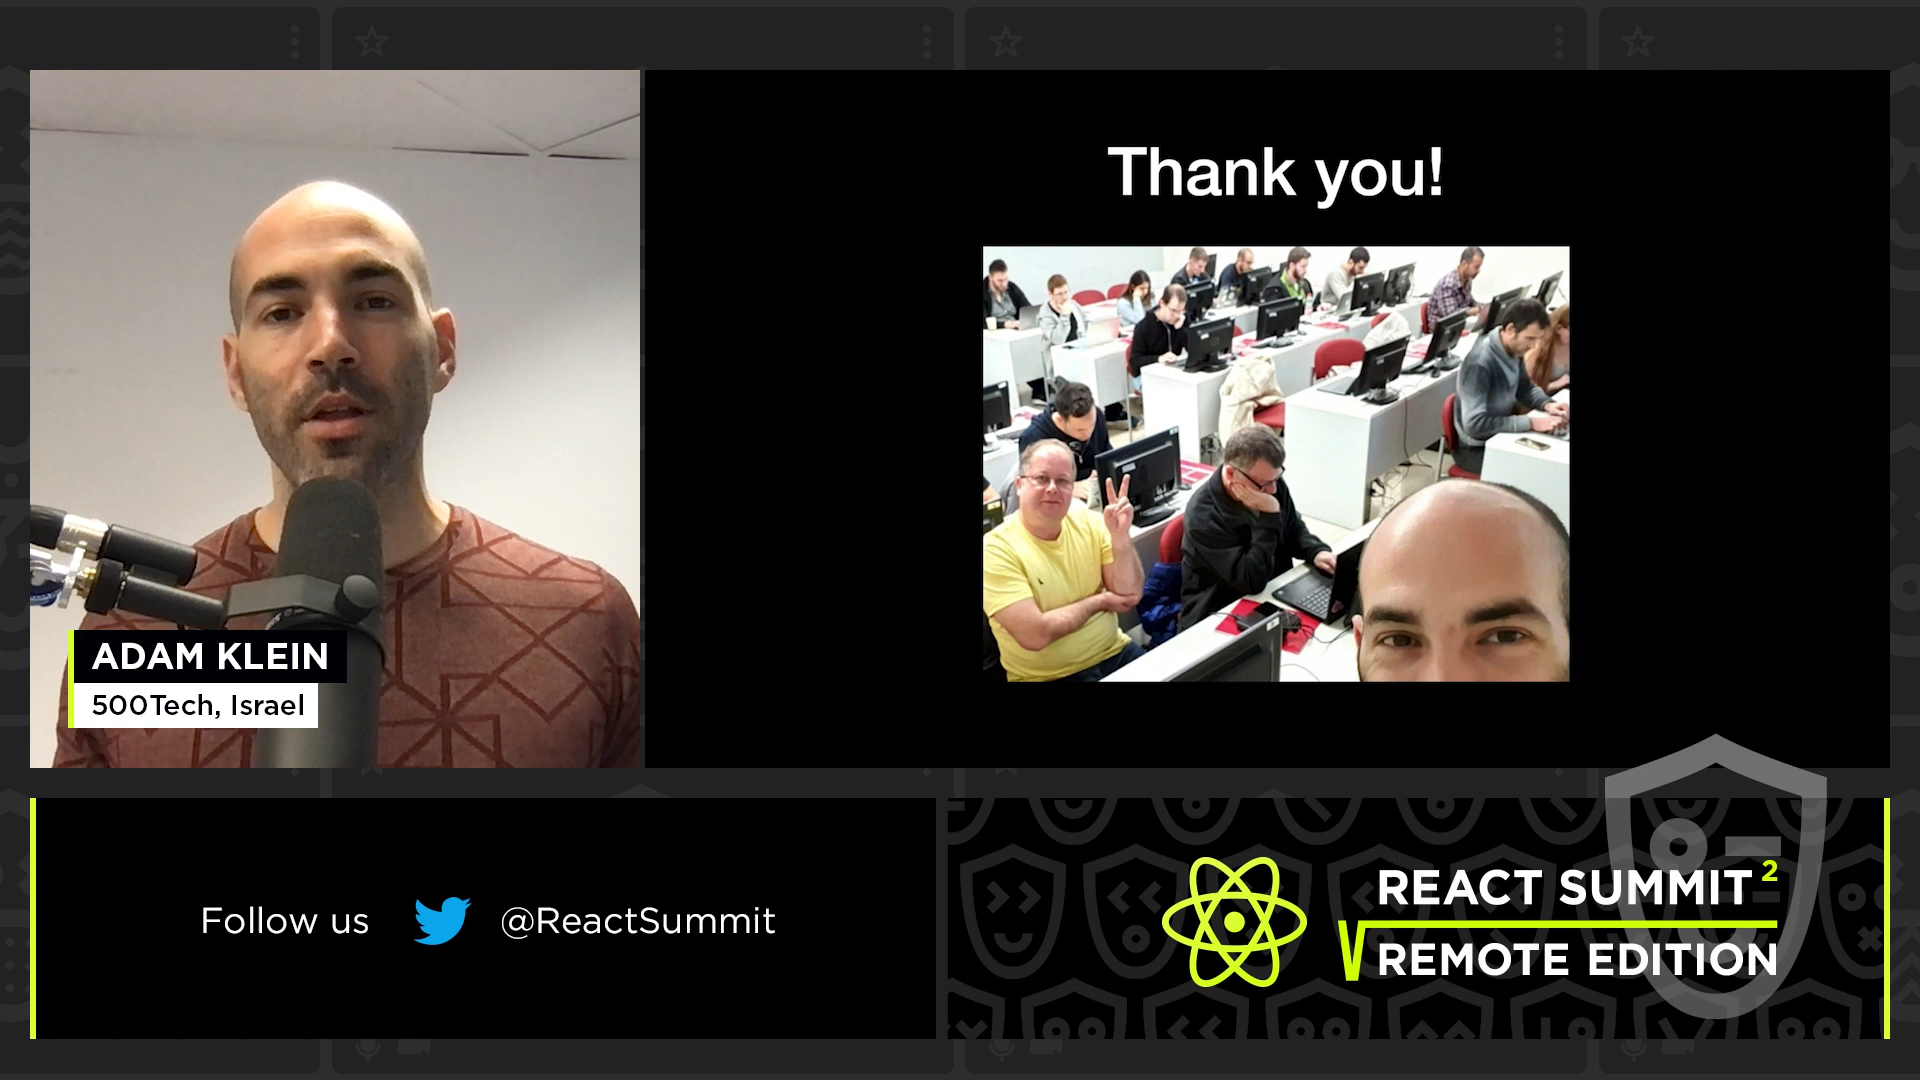 Thank you!
ADAM KLEIN
500Tech, Israel
Follow us @ReactSummit
REACT SUMMIT 2
REMOTE EDITION